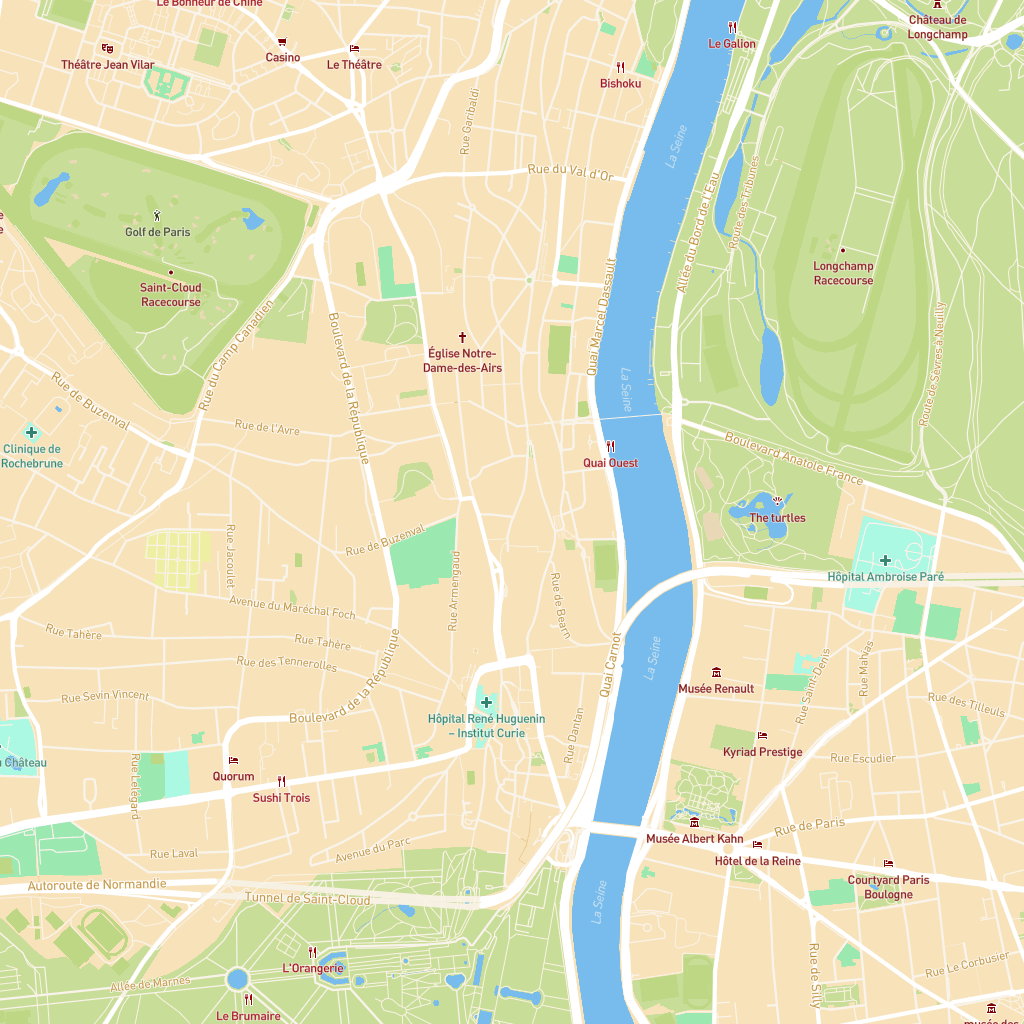 Le Bonheur de Chine
Château de
Longchamp
Le Galion
Théâtre Jean Vilar
Casino
Le Théâtre
Bishoku
Rue Garibaldi
La Seine
Rue du Val d'Or
Allée du Bord de l'Eau
Route des Tribunes
Golf de Paris
Longchamp
Racecourse
Saint-Cloud
Racecourse
Quai Marcel Dassault
Rue du Camp Canadien
Boulevard de la République
Église Notre-
Dame-des-Airs
La Seine
Route de Sèvres à Neuilly
Rue de Buzenval
Rue de l'Avre
Clinique de
Rochebrune
Quai Ouest
Boulevard Anatole France
The turtles
Rue de Buzenval
Rue Jacoulet
Rue Armengaud
Rue de Bearn
Hôpital Ambroise Paré
Avenue du Maréchal Foch
Rue Tahère
Rue Tahère
Rue des Tennerolles
Boulevard de la République
Quai Carnot
La Seine
Rue Saint-Denis
Rue Mahias
Musée Renault
Rue Sevin Vincent
Rue des Tilleuls
Hôpital René Huguenin
– Institut Curie
Rue Dantan
Kyriad Prestige
Rue Escudier
Château
Rue Lelégard
Quorum
Sushi Trois
Musée Albert Kahn
Rue de Paris
Hôtel de la Reine
Rue Laval
Avenue du Parc
Courtyard Paris
Boulogne
Autoroute de Normandie
Tunnel de Saint-Cloud
La Seine
L'Orangerie
Allée de Marnes
Rue de Silly
Rue Le Corbusier
Le Brumaire
musée des